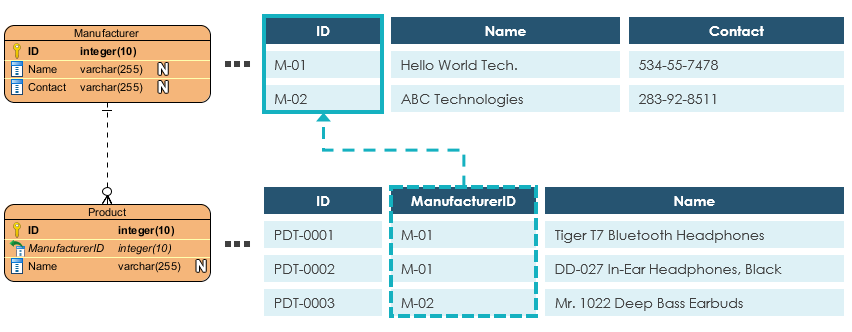 Manufacturer
ID integer(10)
Name varchar(255) N
Contact varchar(255) N
ID Name Contact
M-01 Hello World Tech. 534-55-7478
M-02 ABC Technologies 283-92-8511
Product
ID integer(10)
ManufacturerID integer(10)
Name varchar(255) N
ID ManufacturerID Name
PDT-0001 M-01 Tiger T7 Bluetooth Headphones
PDT-0002 M-01 DD-027 In-Ear Headphones, Black
PDT-0003 M-02 Mr. 1022 Deep Bass Earbuds